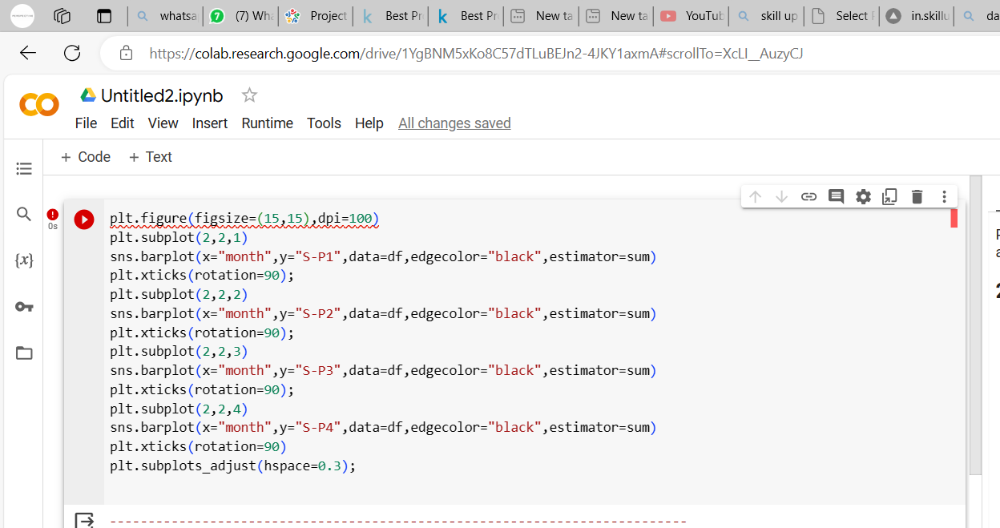 whatsa
(7) Wha
Project
Best Pr
Best Pr
New ta
New ta
YouTub
skill up
Select
in.skillu
da
https://colab.research.google.com/drive/1YgBNM5xKo8C57dTLuBEJn2-4JKY1axmA#scrollTo=XcLI__AuzyCJ
Untitled2.ipynb
File Edit View Insert Runtime Tools Help All changes saved
+ Code + Text
{x}
0s
plt.figure(figsize=(15,15),dpi=100)
plt.subplot(2,2,1)
sns.barplot(x="month",y="S-P1",data=df,edgecolor="black",estimator=sum)
plt.xticks(rotation=90);
plt.subplot(2,2,2)
sns.barplot(x="month",y="S-P2",data=df,edgecolor="black",estimator=sum)
plt.xticks(rotation=90);
plt.subplot(2,2,3)
sns.barplot(x="month",y="S-P3",data=df,edgecolor="black",estimator=sum)
plt.xticks(rotation=90);
plt.subplot(2,2,4)
sns.barplot(x="month",y="S-P4",data=df,edgecolor="black",estimator=sum)
plt.xticks(rotation=90)
plt.subplots_adjust(hspace=0.3);
---------------------------------------------------------------------------